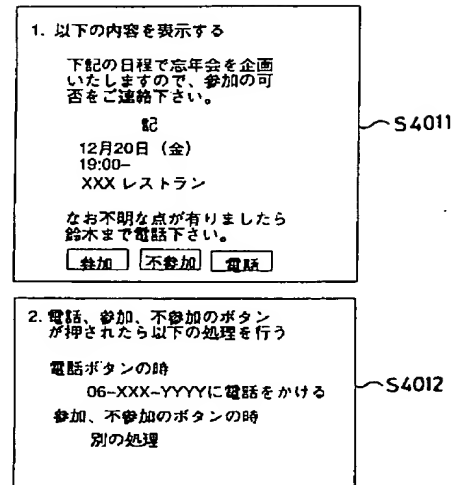 1. 以下の内容を表示する
下記の日程で忘年会を企画
いたしますので、参加の可
否をご連絡下さい。
記
12月20日（金）
19:00–
XXX レストラン
なお不明な点が有りましたら
鈴木まで電話下さい。
参加 不参加 電話
S4011
2. 電話、参加、不参加のボタン
が押されたら以下の処理を行う
電話ボタンの時
06–XXX–YYYYに電話をかける
参加、不参加のボタンの時
別の処理
S4012